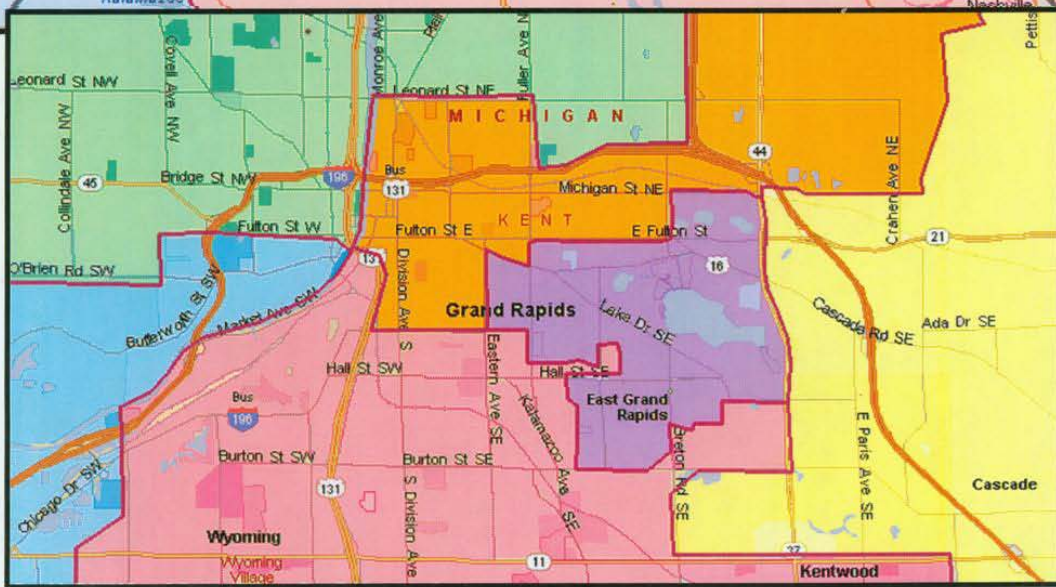 Nashville
Pettis
Leonard St NW
Covell Ave NW
Monroe Ave
Plain
Fuller Ave N
Leonard St NE
MICHIGAN
Collindale Ave NW
45
Bridge St NW
196
Bus
131
44
Michigan St NE
KENT
Crahen Ave NE
Fulton St W
Fulton St E
E Fulton St
21
O'Brien Rd SW
13
16
Butterworth St SW
Market Ave SW
Division Ave S
Grand Rapids
Lake Dr SE
Cascade Rd SE
Ada Dr SE
Hall St SW
Eastern Ave SE
Hall St SE
Kalamazoo Ave SE
East Grand
Rapids
Bus
196
Breton Rd SE
E Paris Ave SE
Burton St SW
Burton St SE
Chicago Dr SW
131
S Division Ave
Cascade
Wyoming
Wyoming
Village
11
37
Kentwood